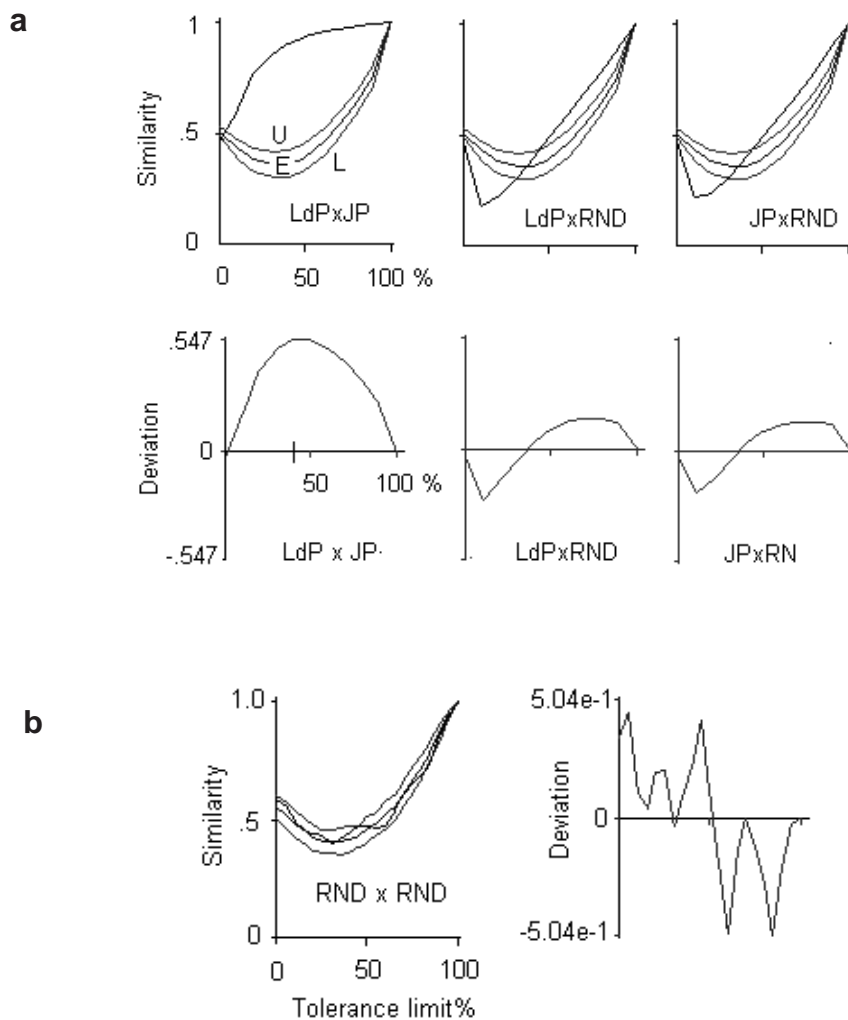 a
Similarity
1
.5
0
U
E
L
LdPxJP
0 50 100 %
LdPxRND
JPxRND
Deviation
.547
0
-.547
50 100 %
LdP x JP
LdPxRND
JPxRN
b
Similarity
1.0
.5
0
RND x RND
0 50 100
Tolerance limit%
Deviation
5.04e-1
0
-5.04e-1